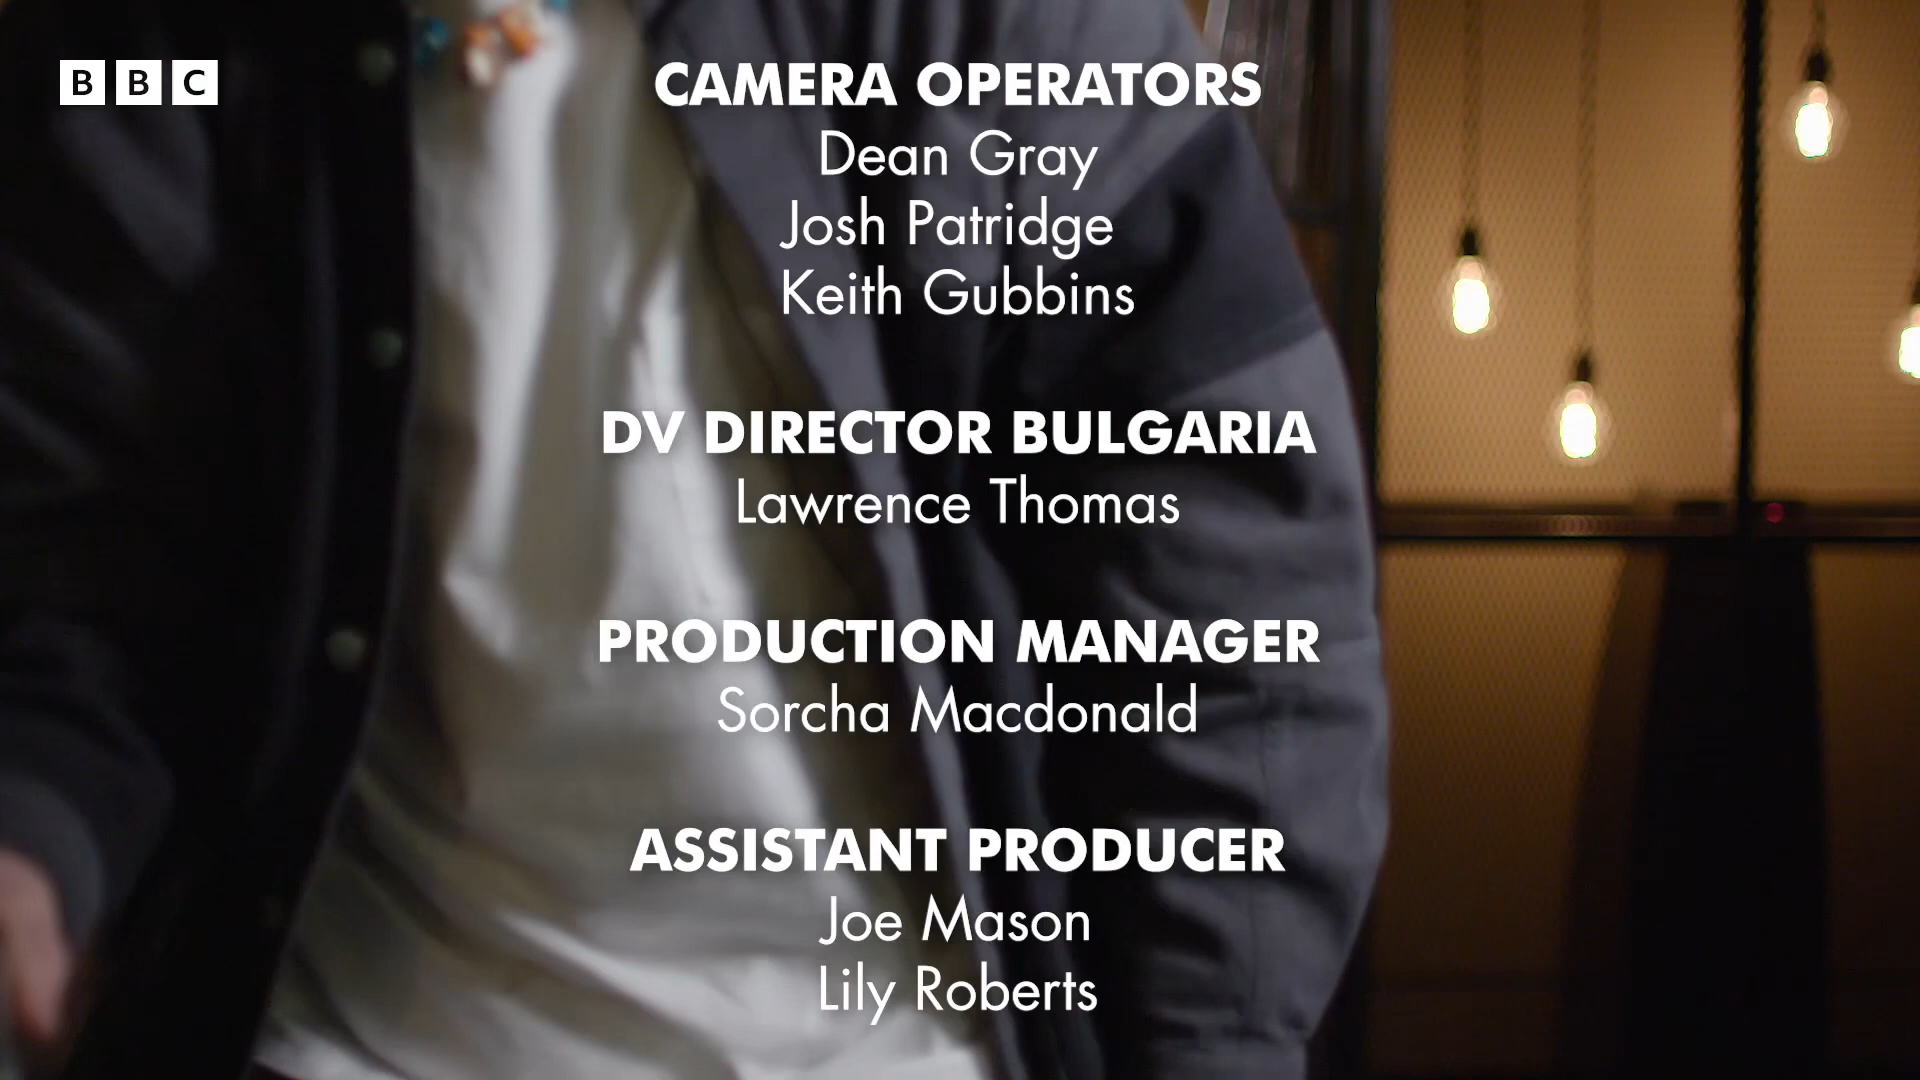 BBC
CAMERA OPERATORS
Dean Gray
Josh Patridge
Keith Gubbins
DV DIRECTOR BULGARIA
Lawrence Thomas
PRODUCTION MANAGER
Sorcha Macdonald
ASSISTANT PRODUCER
Joe Mason
Lily Roberts